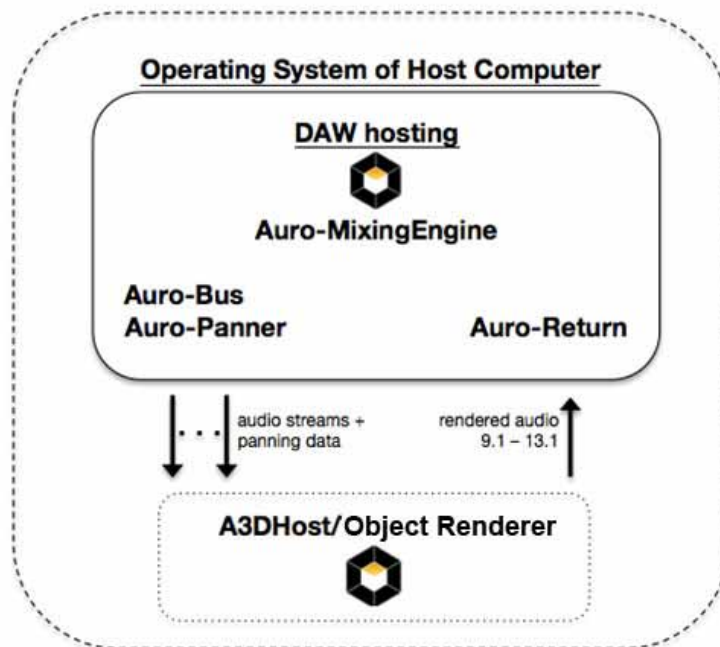 Operating System of Host Computer
DAW hosting
Auro-MixingEngine
Auro-Bus
Auro-Panner
Auro-Return
audio streams +
panning data
rendered audio
9.1 – 13.1
A3DHost/Object Renderer